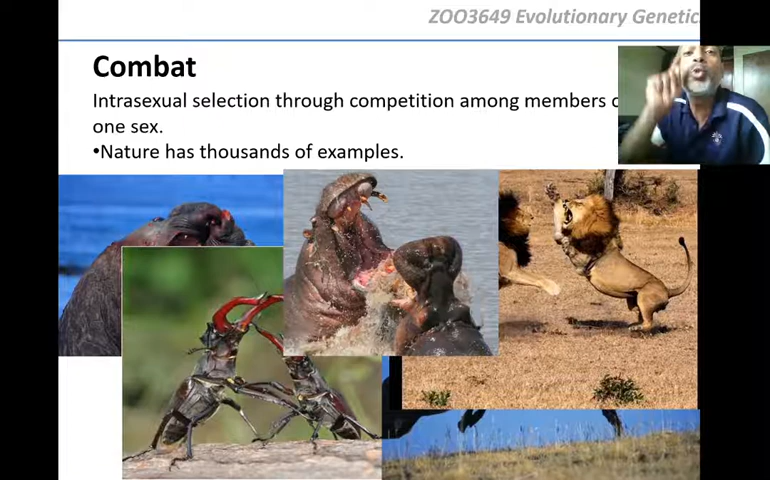 ZOO3649 Evolutionary Genetic
Combat
Intrasexual selection through competition among members
one sex.
•Nature has thousands of examples.